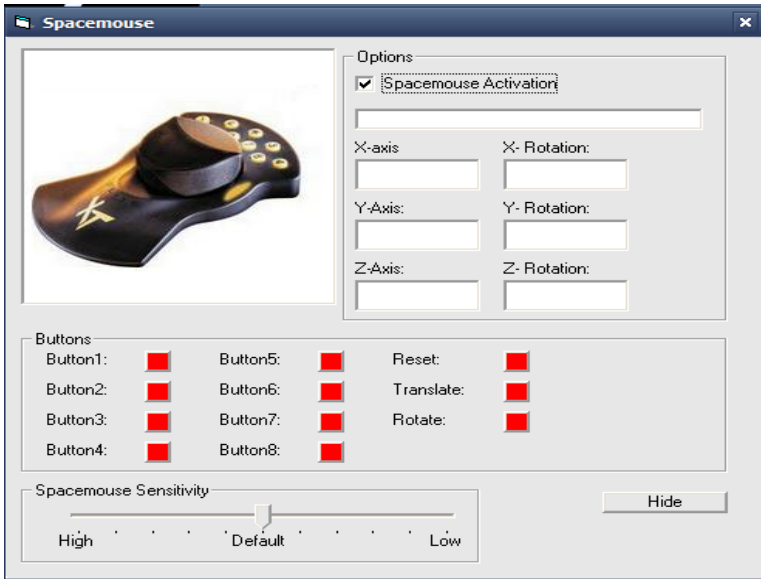 Spacemouse
Options
Spacemouse Activation
X-axis
X- Rotation:
Y-Axis:
Y- Rotation:
Z-Axis:
Z- Rotation:
Buttons
Button1:
Button5:
Reset:
Button2:
Button6:
Translate:
Button3:
Button7:
Rotate:
Button4:
Button8:
Spacemouse Sensitivity
High
Default
Low
Hide